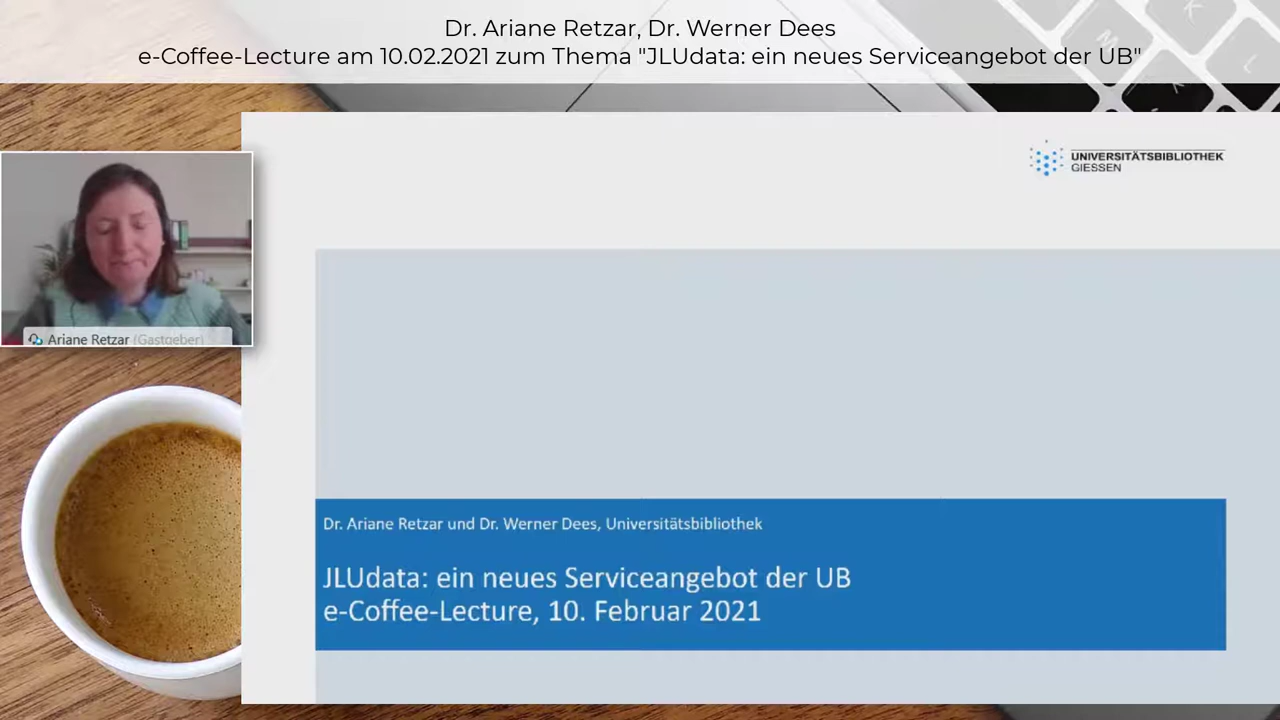 Dr. Ariane Retzar, Dr. Werner Dees
e-Coffee-Lecture am 10.02.2021 zum Thema "JLUdata: ein neues Serviceangebot der UB"
K
M
L
K
UNIVERSITÄTSBIBLIOTHEK
GIESSEN
Ariane Retzar (Gastgeber)
Dr. Ariane Retzar und Dr. Werner Dees, Universitätsbibliothek
JLUdata: ein neues Serviceangebot der UB
e-Coffee-Lecture, 10. Februar 2021